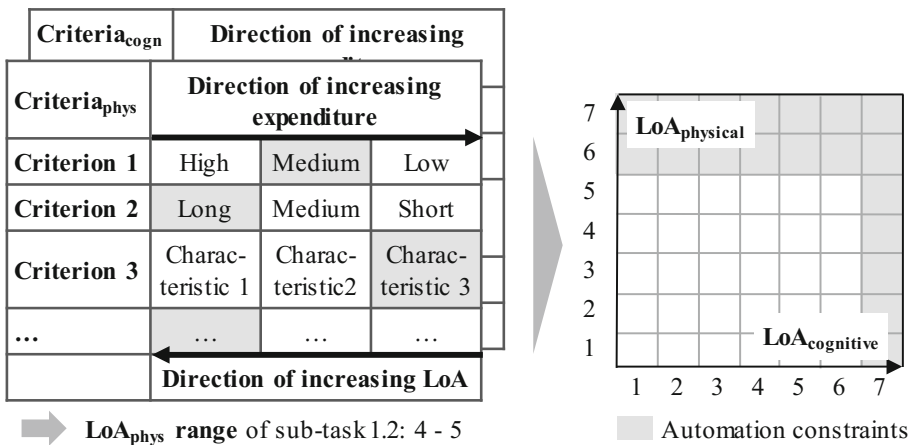 Criteria_cogn Direction of increasing
Criteria_phys Direction of increasing
expenditure
Criterion 1 High Medium Low
Criterion 2 Long Medium Short
Criterion 3 Charac-
teristic 1 Charac-
teristic2 Charac-
teristic 3
… … … …
Direction of increasing LoA
LoA_phys range of sub-task 1.2: 4 - 5
7
6
5
4
3
2
1
LoA_physical
LoA_cognitive
1 2 3 4 5 6 7
Automation constraints